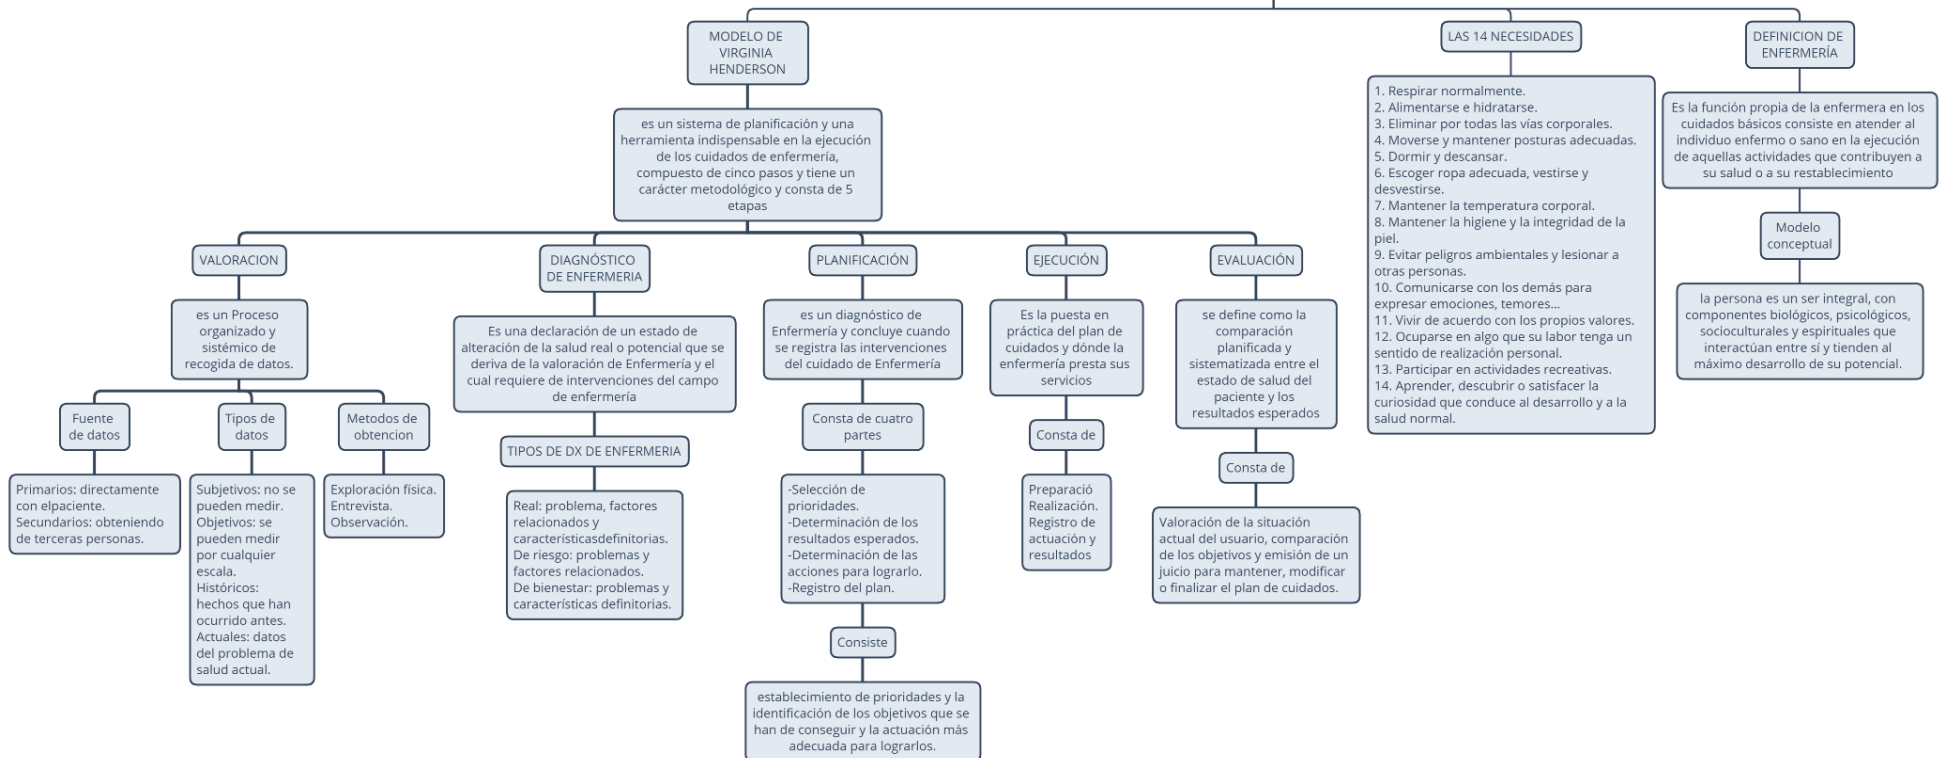 MODELO DE
VIRGINIA
HENDERSON
es un sistema de planificación y una
herramienta indispensable en la ejecución
de los cuidados de enfermería,
compuesto de cinco pasos y tiene un
carácter metodológico y consta de 5
etapas
VALORACION
es un Proceso
organizado y
sistémico de
recogida de datos.
Fuente
de datos
Primarios: directamente
con elpaciente.
Secundarios: obteniendo
de terceras personas.
Tipos de
datos
Subjetivos: no se
pueden medir.
Objetivos: se
pueden medir
por cualquier
escala.
Históricos:
hechos que han
ocurrido antes.
Actuales: datos
del problema de
salud actual.
Metodos de
obtencion
Exploración física.
Entrevista.
Observación.
DIAGNÓSTICO
DE ENFERMERIA
Es una declaración de un estado de
alteración de la salud real o potencial que se
deriva de la valoración de Enfermería y el
cual requiere de intervenciones del campo
de enfermería
TIPOS DE DX DE ENFERMERIA
Real: problema, factores
relacionados y
característicasdefinitorias.
De riesgo: problemas y
factores relacionados.
De bienestar: problemas y
características definitorias.
PLANIFICACIÓN
es un diagnóstico de
Enfermería y concluye cuando
se registra las intervenciones
del cuidado de Enfermería
Consta de cuatro
partes
-Selección de
prioridades.
-Determinación de los
resultados esperados.
-Determinación de las
acciones para lograrlo.
-Registro del plan.
Consiste
establecimiento de prioridades y la
identificación de los objetivos que se
han de conseguir y la actuación más
adecuada para lograrlos.
EJECUCIÓN
Es la puesta en
práctica del plan de
cuidados y dónde la
enfermería presta sus
servicios
Consta de
Preparació
Realización.
Registro de
actuación y
resultados
EVALUACIÓN
se define como la
comparación
planificada y
sistematizada entre el
estado de salud del
paciente y los
resultados esperados
Consta de
Valoración de la situación
actual del usuario, comparación
de los objetivos y emisión de un
juicio para mantener, modificar
o finalizar el plan de cuidados.
LAS 14 NECESIDADES
1. Respirar normalmente.
2. Alimentarse e hidratarse.
3. Eliminar por todas las vías corporales.
4. Moverse y mantener posturas adecuadas.
5. Dormir y descansar.
6. Escoger ropa adecuada, vestirse y
desvestirse.
7. Mantener la temperatura corporal.
8. Mantener la higiene y la integridad de la
piel.
9. Evitar peligros ambientales y lesionar a
otras personas.
10. Comunicarse con los demás para
expresar emociones, temores...
11. Vivir de acuerdo con los propios valores.
12. Ocuparse en algo que su labor tenga un
sentido de realización personal.
13. Participar en actividades recreativas.
14. Aprender, descubrir o satisfacer la
curiosidad que conduce al desarrollo y a la
salud normal.
DEFINICION DE
ENFERMERÍA
Es la función propia de la enfermera en los
cuidados básicos consiste en atender al
individuo enfermo o sano en la ejecución
de aquellas actividades que contribuyen a
su salud o a su restablecimiento
Modelo
conceptual
la persona es un ser integral, con
componentes biológicos, psicológicos,
socioculturales y espirituales que
interactúan entre sí y tienden al
máximo desarrollo de su potencial.